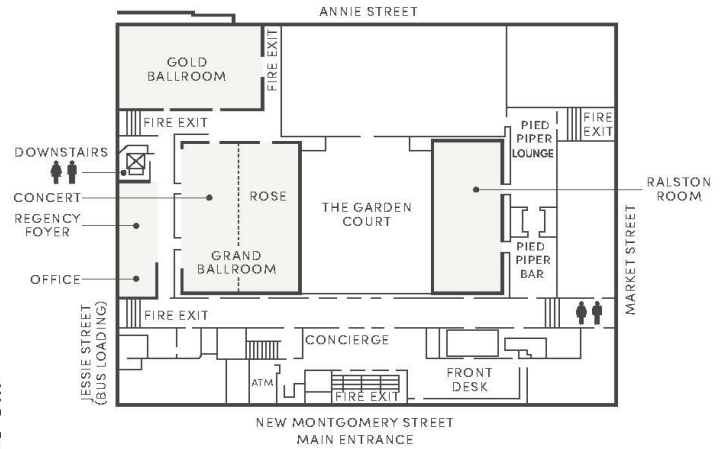 ANNIE STREET
GOLD
BALLROOM
FIRE EXIT
FIRE EXIT
PIED
PIPER
LOUNGE
FIRE
EXIT
DOWNSTAIRS
CONCERT
ROSE
RALSTON
ROOM
REGENCY
FOYER
THE GARDEN
COURT
GRAND
BALLROOM
PIED
PIPER
BAR
OFFICE
MARKET STREET
JESSIE STREET
(BUS LOADING)
FIRE EXIT
CONCIERGE
ATM
FRONT
DESK
FIRE EXIT
NEW MONTGOMERY STREET
MAIN ENTRANCE